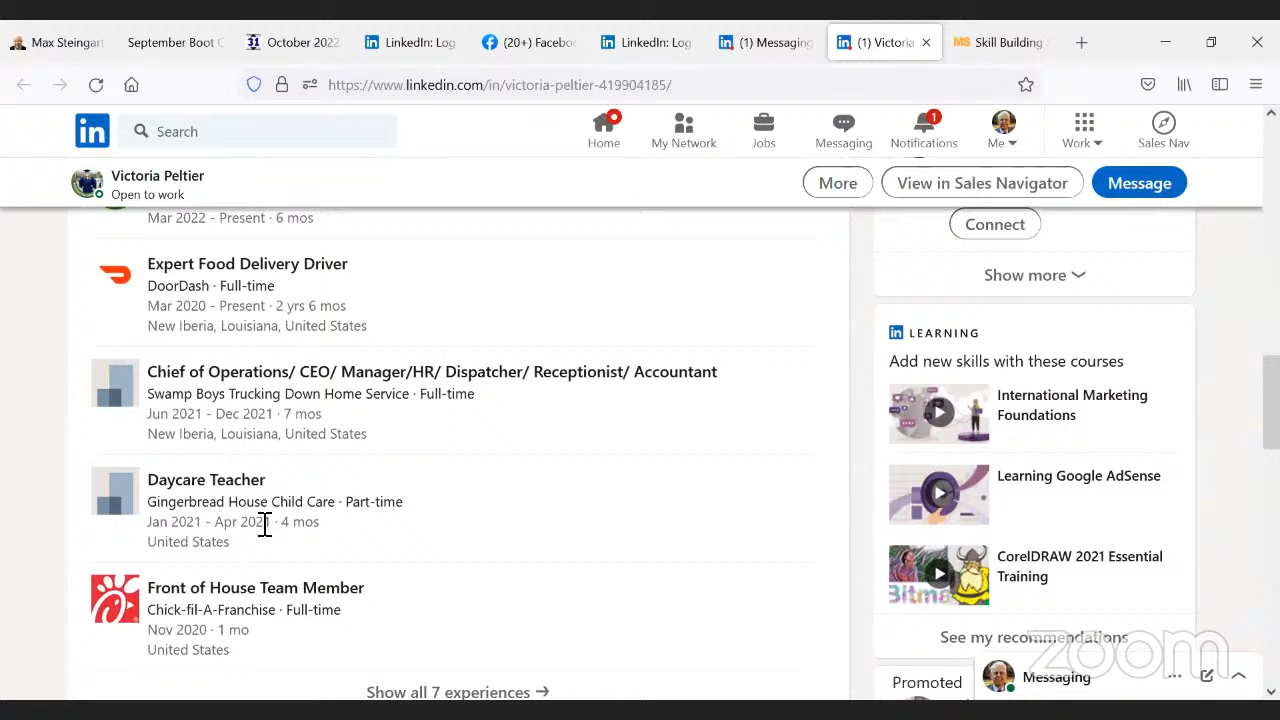 Max Steingart
September Boot C
31 October 2022
LinkedIn: Log
(20+) Facebo
LinkedIn: Log
(1) Messaging
(1) Victoria
MS Skill Building
https://www.linkedin.com/in/victoria-peltier-419904185/
in
Search
Home
My Network
Jobs
Messaging
1
Notifications
Me
Work
Sales Nav
Victoria Peltier
Open to work
More
View in Sales Navigator
Message
Mar 2022 - Present · 6 mos
Expert Food Delivery Driver
DoorDash · Full-time
Mar 2020 - Present · 2 yrs 6 mos
New Iberia, Louisiana, United States
Chief of Operations/ CEO/ Manager/HR/ Dispatcher/ Receptionist/ Accountant
Swamp Boys Trucking Down Home Service · Full-time
Jun 2021 - Dec 2021 · 7 mos
New Iberia, Louisiana, United States
Daycare Teacher
Gingerbread House Child Care · Part-time
Jan 2021 - Apr 2021 · 4 mos
United States
Front of House Team Member
Chick-fil-A-Franchise · Full-time
Nov 2020 · 1 mo
United States
Show all 7 experiences
Connect
Show more
in LEARNING
Add new skills with these courses
International Marketing
Foundations
Learning Google AdSense
CorelDRAW 2021 Essential
Training
Bitma
See my recommendations
zoom
Promoted
Messaging